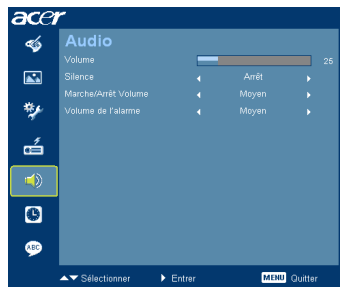 acer
Audio
Volume 25
Silence Arrêt
Marche/Arrêt Volume Moyen
Volume de l'alarme Moyen
ABC
Sélectionner Entrer MENU Quitter